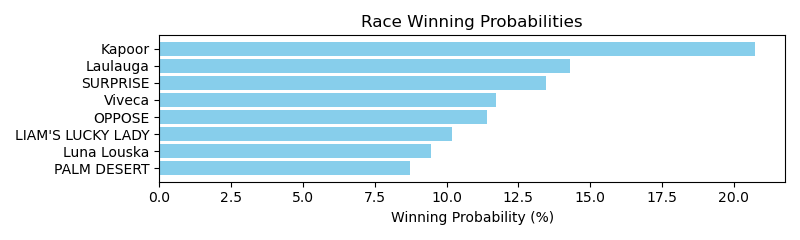 Race Winning Probabilities
Kapoor
Laulauga
SURPRISE
Viveca
OPPOSE
LIAM'S LUCKY LADY
Luna Louska
PALM DESERT
0.0 2.5 5.0 7.5 10.0 12.5 15.0 17.5 20.0
Winning Probability (%)